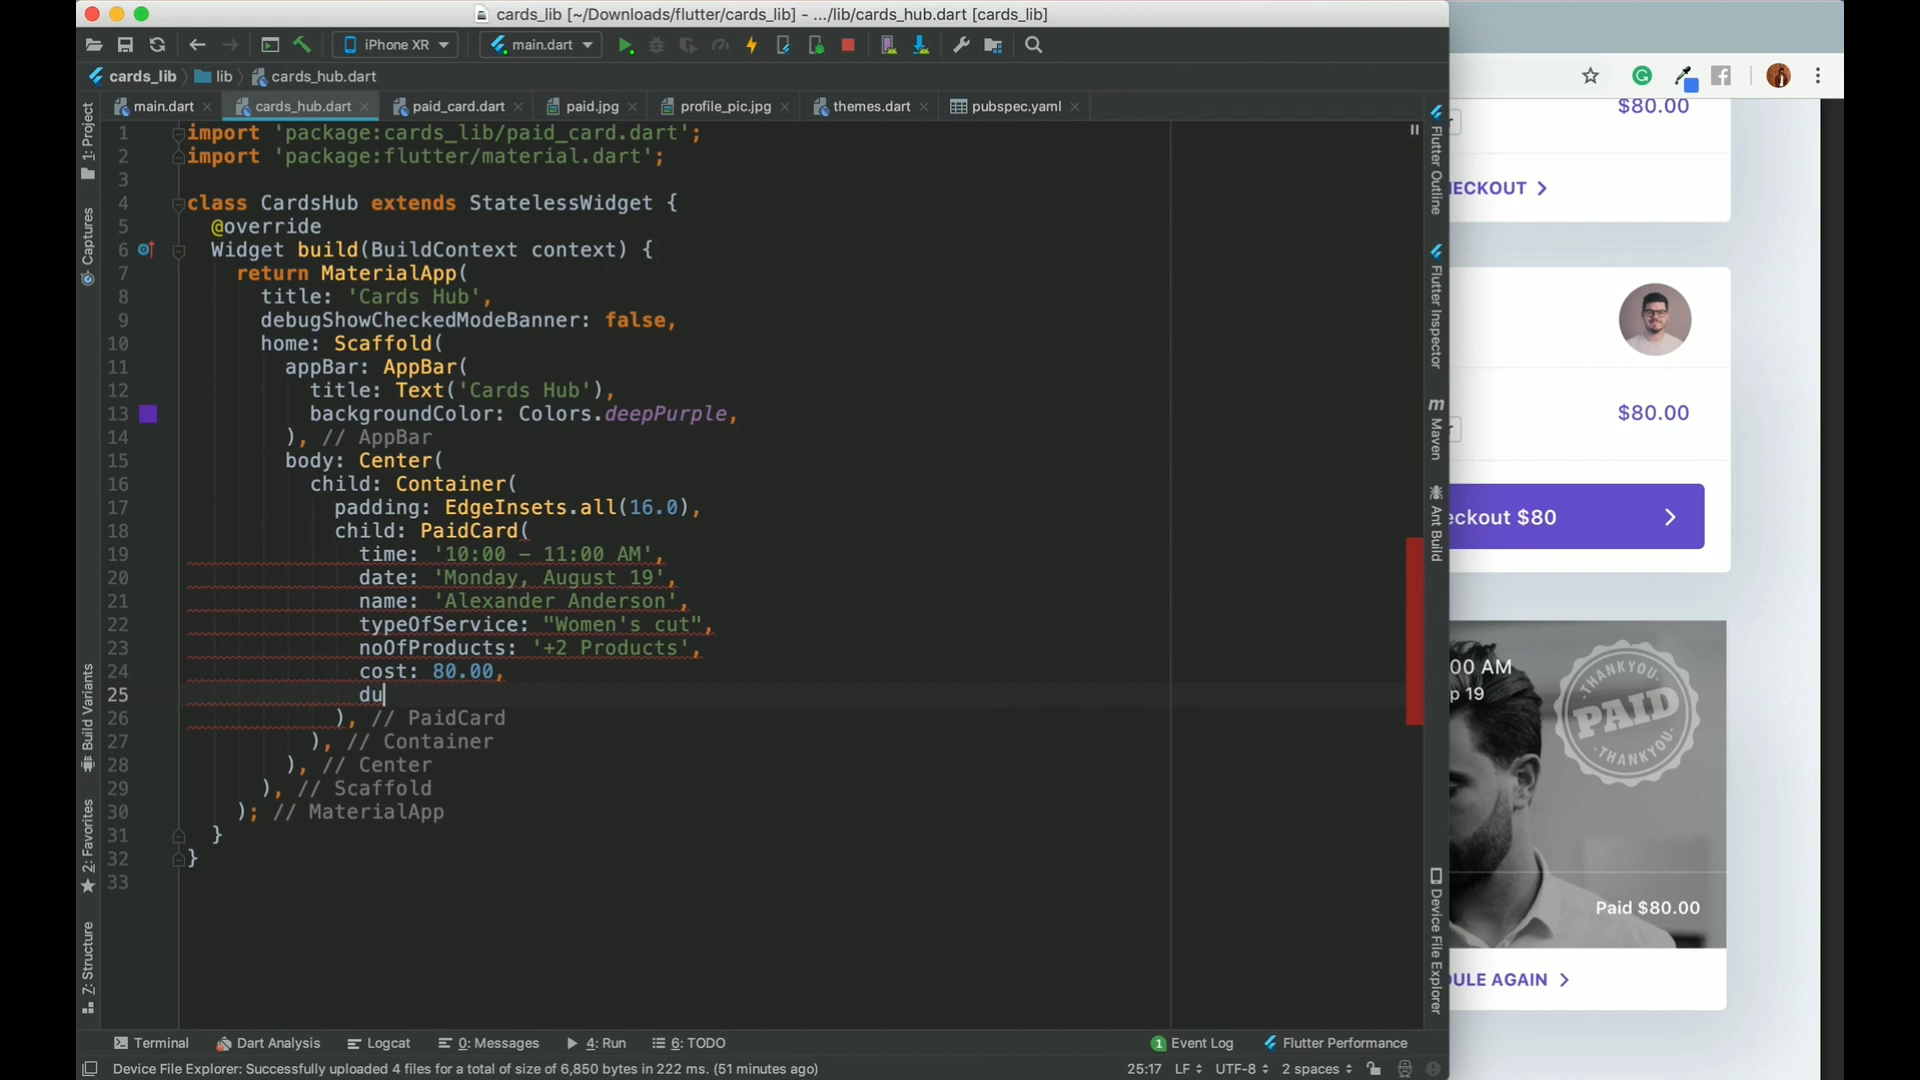 cards_lib [~/Downloads/flutter/cards_lib] - .../lib/cards_hub.dart [cards_lib]
iPhone XR
main.dart
cards_lib
lib
cards_hub.dart
main.dart
cards_hub.dart
paid_card.dart
paid.jpg
profile_pic.jpg
themes.dart
pubspec.yaml
1: Project
Captures
Build Variants
2: Favorites
7: Structure
1 import 'package:cards_lib/paid_card.dart';
2 import 'package:flutter/material.dart';
3
4 class CardsHub extends StatelessWidget {
5 @override
6 Widget build(BuildContext context) {
7 return MaterialApp(
8 title: 'Cards Hub',
9 debugShowCheckedModeBanner: false,
10 home: Scaffold(
11 appBar: AppBar(
12 title: Text('Cards Hub'),
13 backgroundColor: Colors.deepPurple,
14 ), // AppBar
15 body: Center(
16 child: Container(
17 padding: EdgeInsets.all(16.0),
18 child: PaidCard(
19 time: '10:00 – 11:00 AM',
20 date: 'Monday, August 19',
21 name: 'Alexander Anderson',
22 typeOfService: "Women's cut",
23 noOfProducts: '+2 Products',
24 cost: 80.00,
25 du
26 ), // PaidCard
27 ), // Container
28 ), // Center
29 ), // Scaffold
30 ); // MaterialApp
31 }
32 }
33
Flutter Outline
Flutter Inspector
m Maven
Ant Build
Device File Explorer
$80.00
HECKOUT
$80.00
eckout $80
00 AM
p 19
THANKYOU
PAID
THANKYOU
Paid $80.00
DULE AGAIN
Terminal
Dart Analysis
Logcat
0: Messages
4: Run
6: TODO
1 Event Log
Flutter Performance
Device File Explorer: Successfully uploaded 4 files for a total of size of 6,850 bytes in 222 ms. (51 minutes ago)
25:17 LF UTF-8 2 spaces